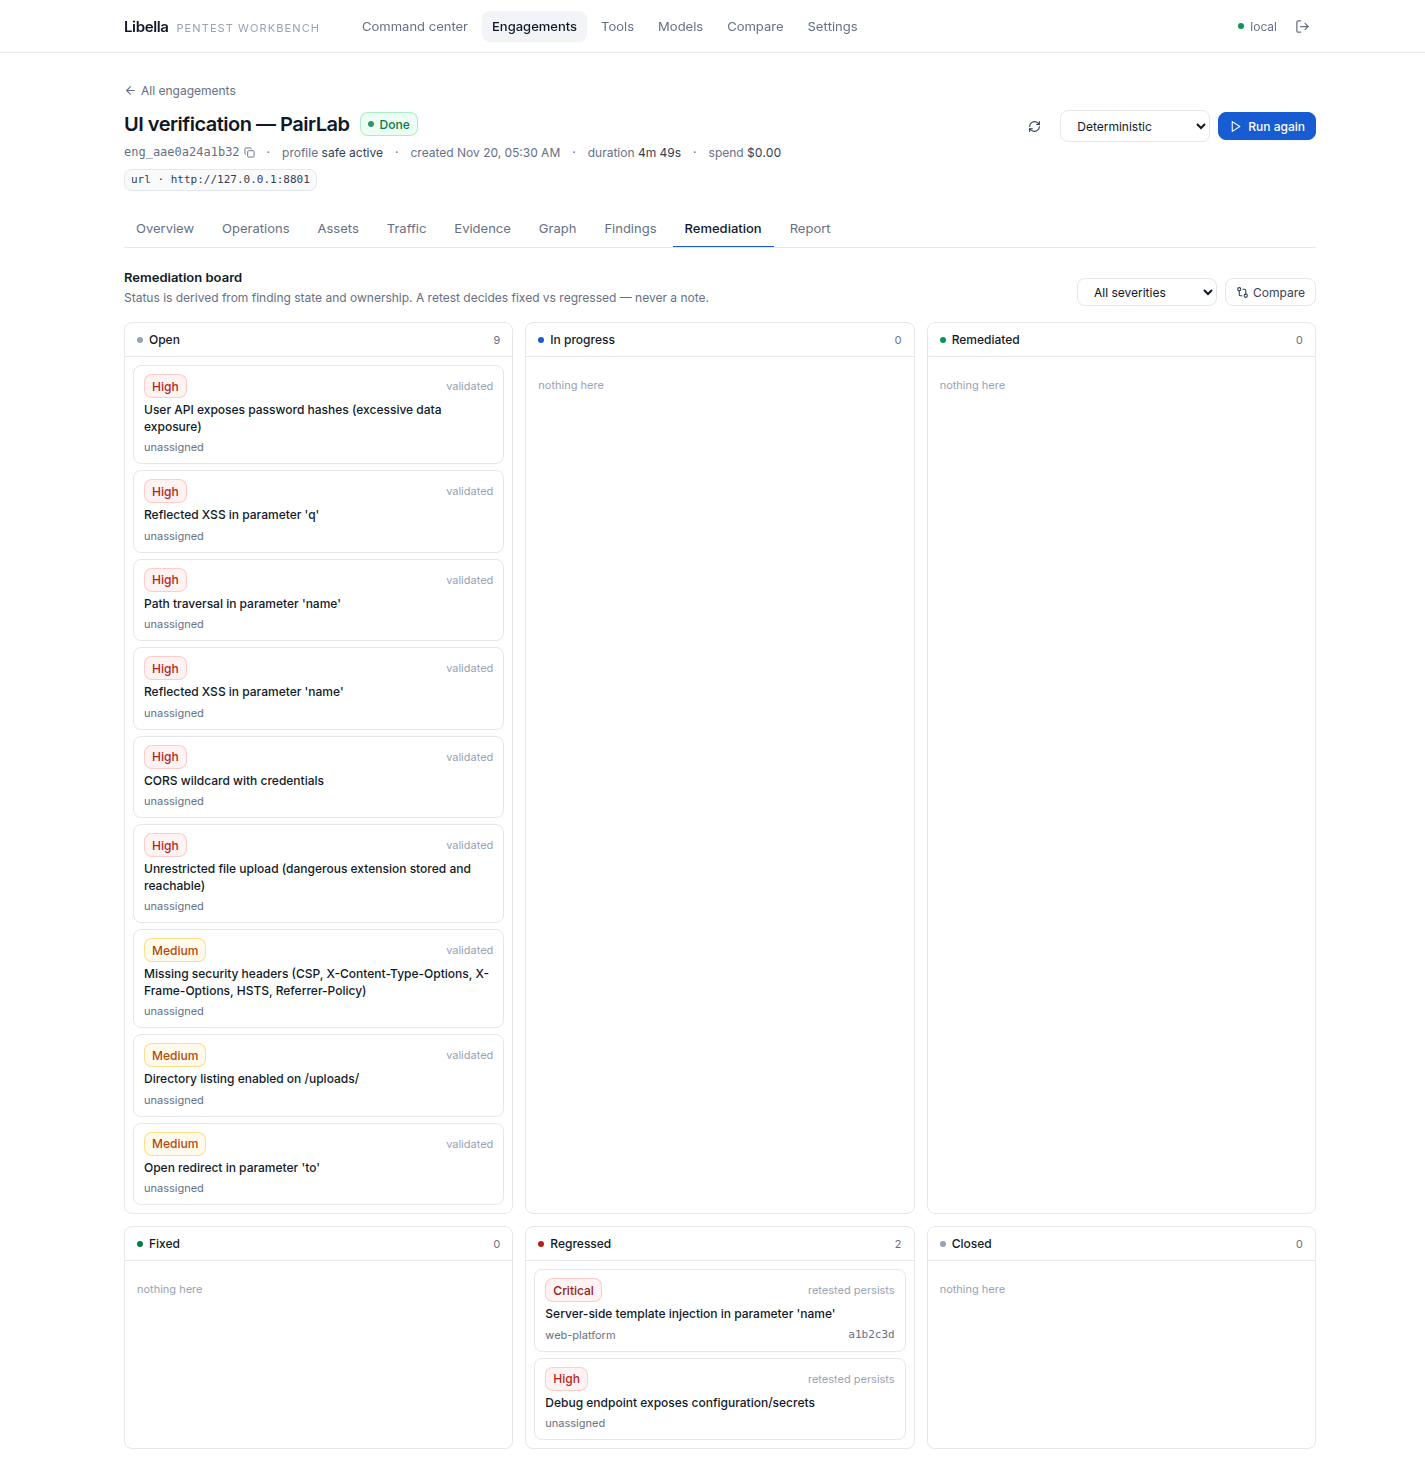 Libella PENTEST WORKBENCH Command center Engagements Tools Models Compare Settings local
All engagements
UI verification — PairLab Done Deterministic Run again
eng_aae0a24a1b32 · profile safe active · created Nov 20, 05:30 AM · duration 4m 49s · spend $0.00
url · http://127.0.0.1:8801
Overview Operations Assets Traffic Evidence Graph Findings Remediation Report
Remediation board
Status is derived from finding state and ownership. A retest decides fixed vs regressed — never a note.
All severities Compare
Open 9
High validated
User API exposes password hashes (excessive data
exposure)
unassigned
High validated
Reflected XSS in parameter 'q'
unassigned
High validated
Path traversal in parameter 'name'
unassigned
High validated
Reflected XSS in parameter 'name'
unassigned
High validated
CORS wildcard with credentials
unassigned
High validated
Unrestricted file upload (dangerous extension stored and
reachable)
unassigned
Medium validated
Missing security headers (CSP, X-Content-Type-Options, X-
Frame-Options, HSTS, Referrer-Policy)
unassigned
Medium validated
Directory listing enabled on /uploads/
unassigned
Medium validated
Open redirect in parameter 'to'
unassigned
In progress 0
nothing here
Remediated 0
nothing here
Fixed 0
nothing here
Regressed 2
Critical retested persists
Server-side template injection in parameter 'name'
web-platform a1b2c3d
High retested persists
Debug endpoint exposes configuration/secrets
unassigned
Closed 0
nothing here